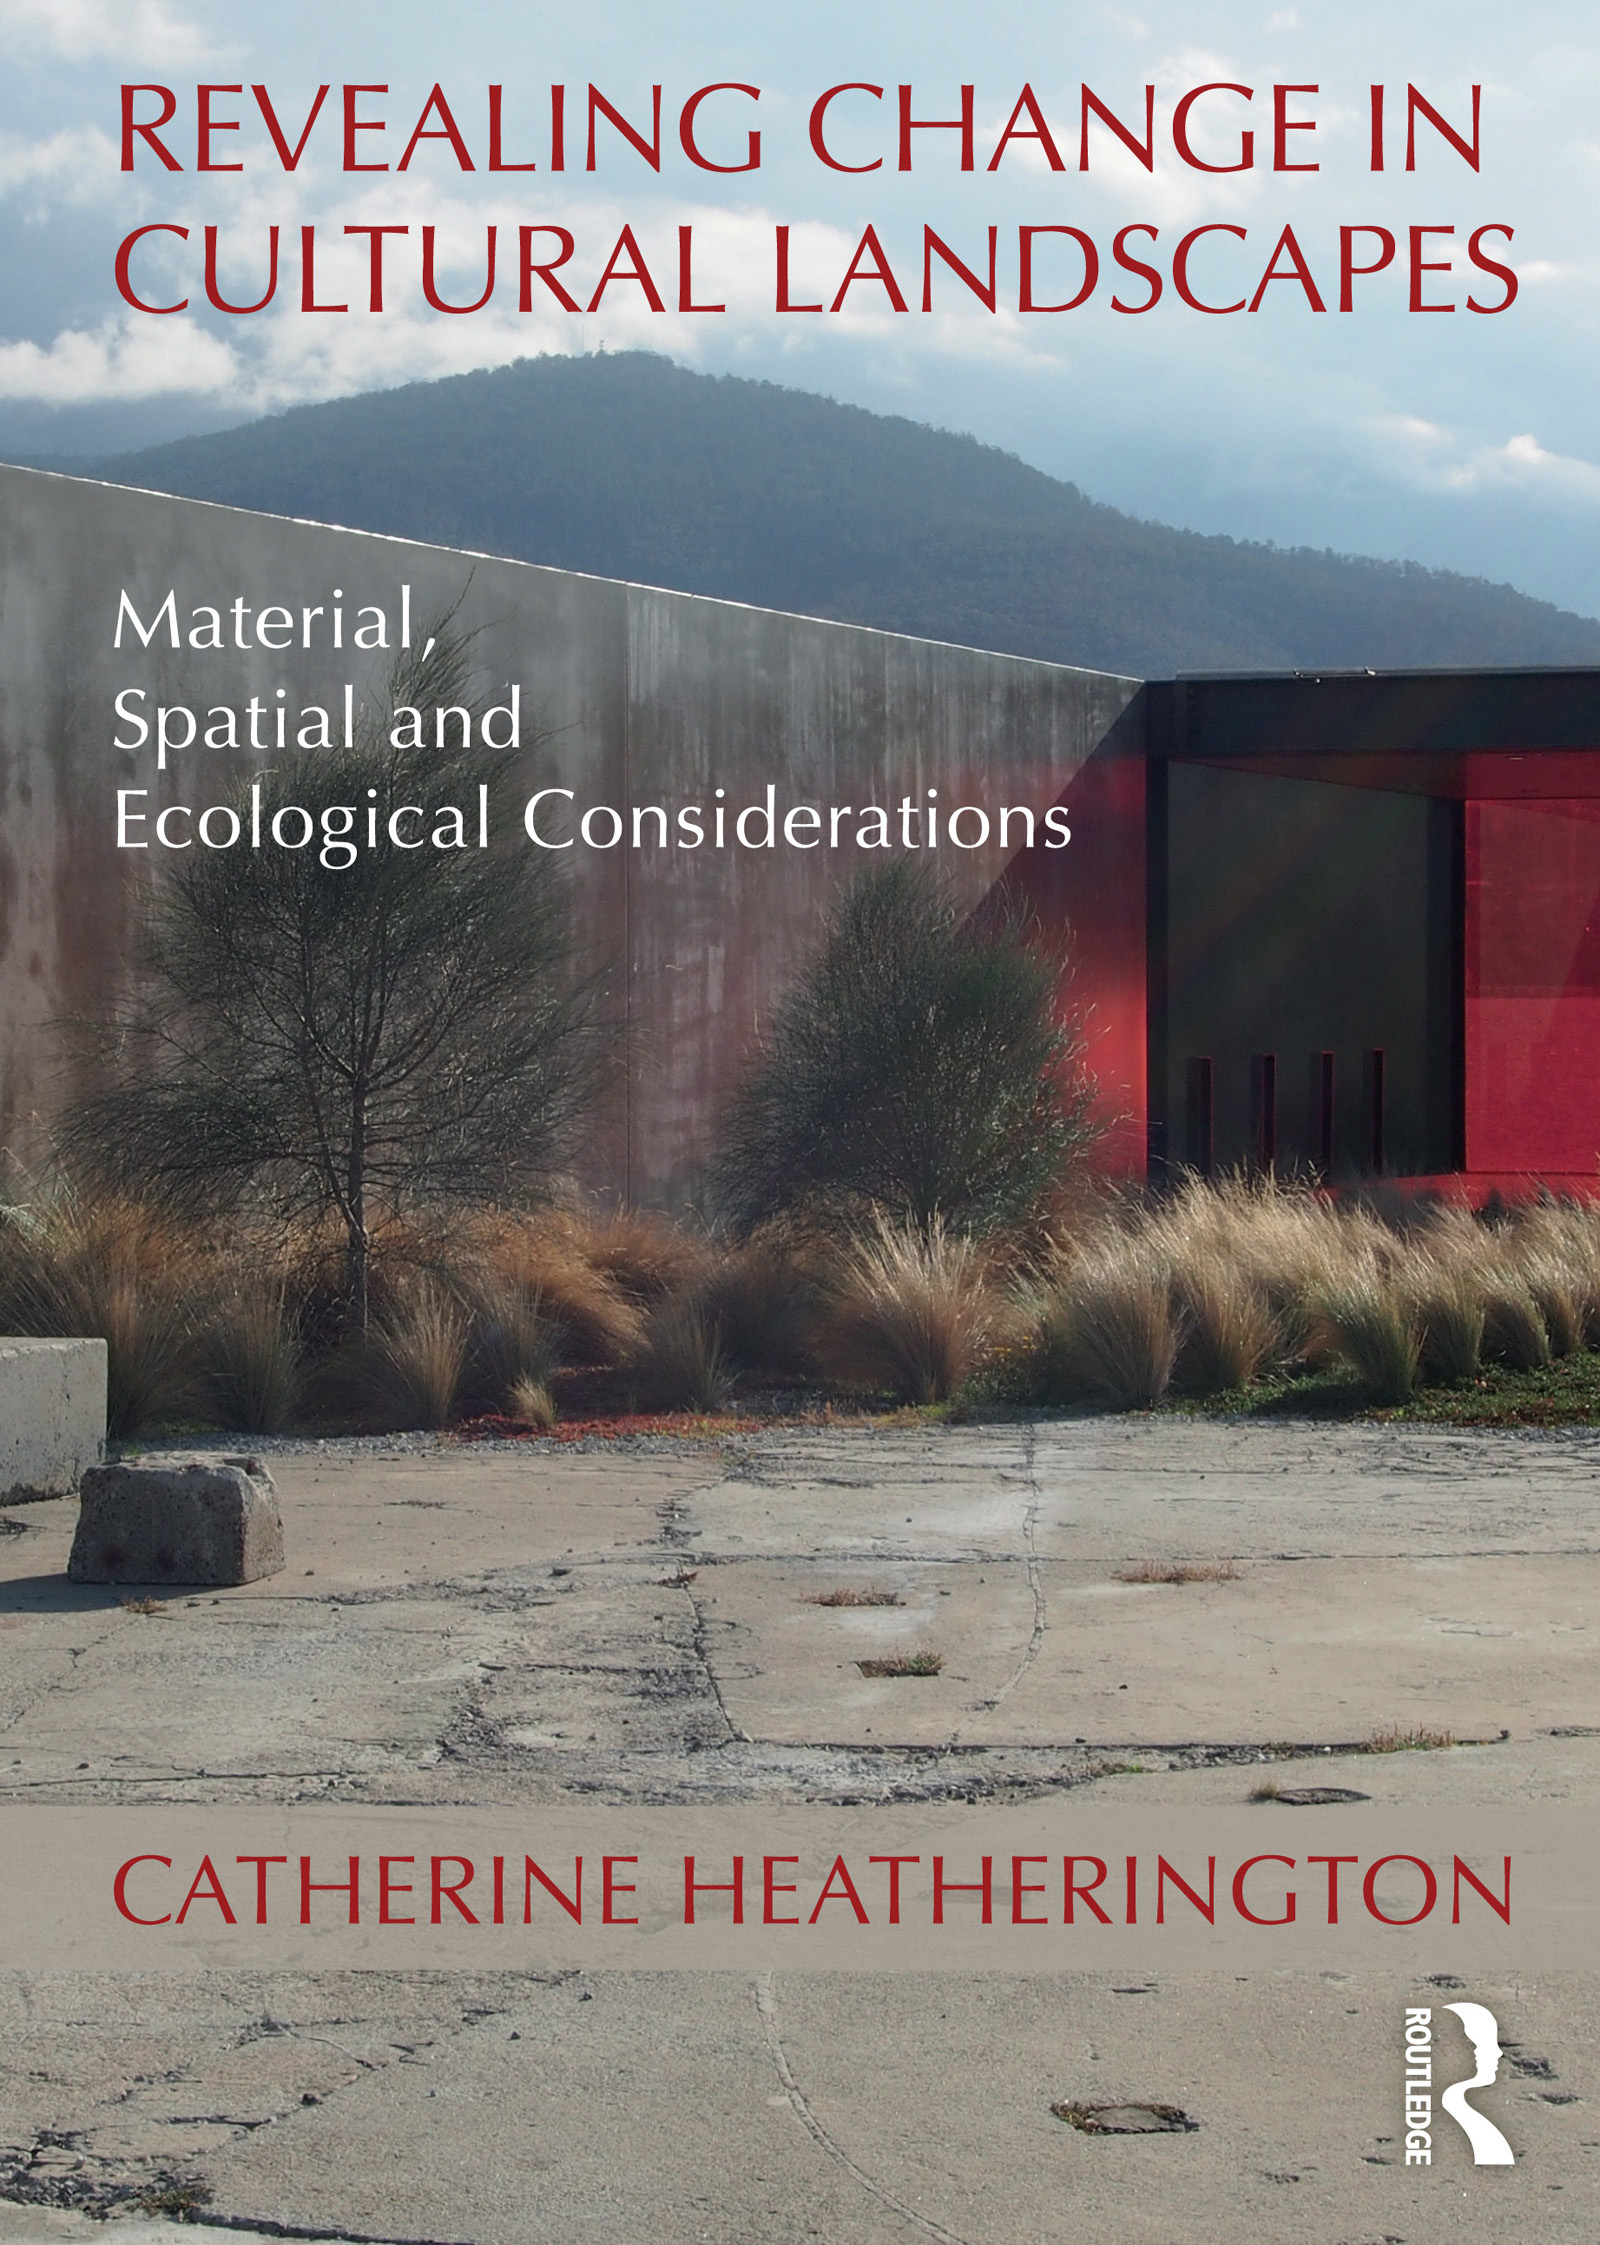 REVEALING CHANGE IN
CULTURAL LANDSCAPES
Material,
Spatial and
Ecological Considerations
CATHERINE HEATHERINGTON
ROUTLEDGE